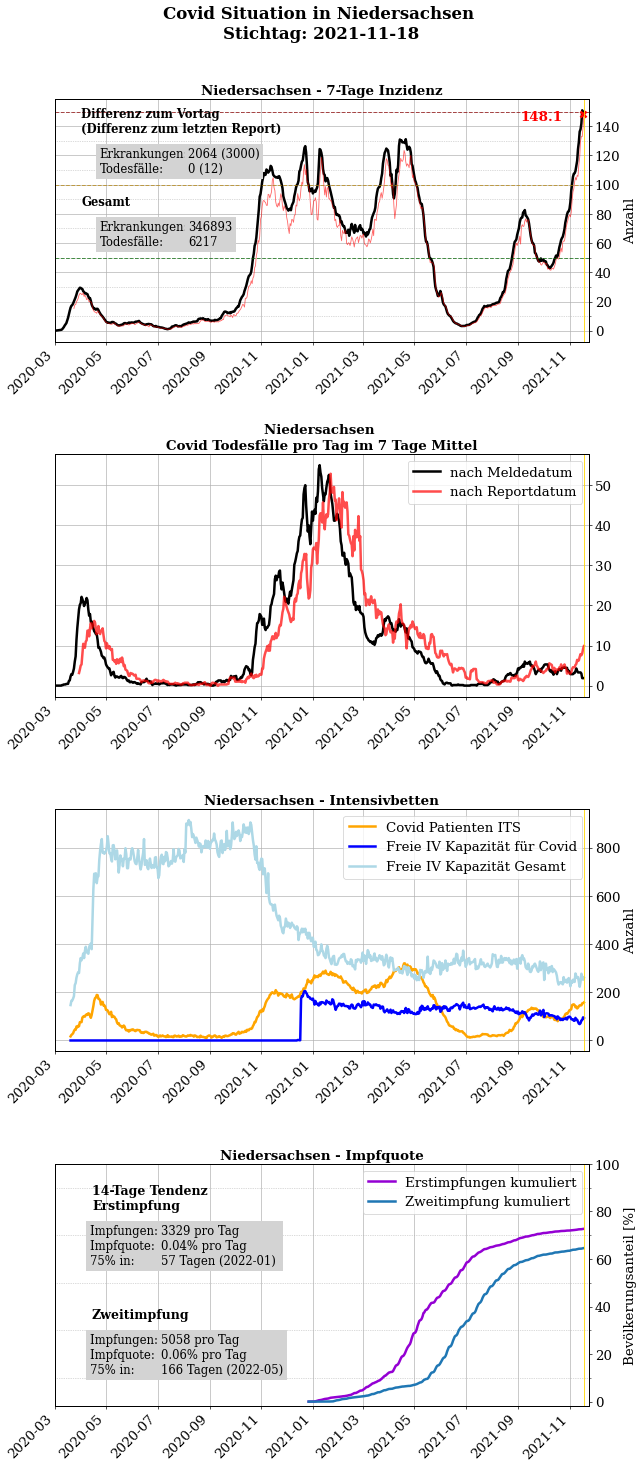 Covid Situation in Niedersachsen
Stichtag: 2021-11-18
Niedersachsen - 7-Tage Inzidenz
Differenz zum Vortag
(Differenz zum letzten Report)
Erkrankungen 2064 (3000)
Todesfälle: 0 (12)
Gesamt
Erkrankungen 346893
Todesfälle: 6217
148.1
140
120
100
80
60
40
20
0
Anzahl
2020-03
2020-05
2020-07
2020-09
2020-11
2021-01
2021-03
2021-05
2021-07
2021-09
2021-11
Niedersachsen
Covid Todesfälle pro Tag im 7 Tage Mittel
nach Meldedatum
nach Reportdatum
50
40
30
20
10
0
2020-03
2020-05
2020-07
2020-09
2020-11
2021-01
2021-03
2021-05
2021-07
2021-09
2021-11
Niedersachsen - Intensivbetten
Covid Patienten ITS
Freie IV Kapazität für Covid
Freie IV Kapazität Gesamt
800
600
400
200
0
Anzahl
2020-03
2020-05
2020-07
2020-09
2020-11
2021-01
2021-03
2021-05
2021-07
2021-09
2021-11
Niedersachsen - Impfquote
14-Tage Tendenz
Erstimpfung
Impfungen: 3329 pro Tag
Impfquote: 0.04% pro Tag
75% in: 57 Tagen (2022-01)
Zweitimpfung
Impfungen: 5058 pro Tag
Impfquote: 0.06% pro Tag
75% in: 166 Tagen (2022-05)
Erstimpfungen kumuliert
Zweitimpfung kumuliert
100
80
60
40
20
0
Bevölkerungsanteil [%]
2020-03
2020-05
2020-07
2020-09
2020-11
2021-01
2021-03
2021-05
2021-07
2021-09
2021-11